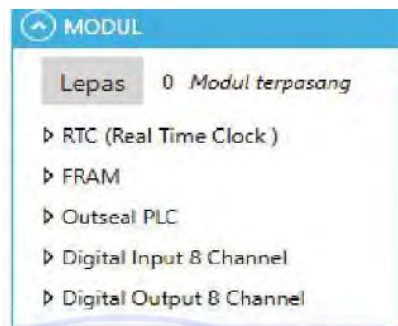 MODUL
Lepas 0 Modul terpasang
RTC (Real Time Clock )
FRAM
Outseal PLC
Digital Input 8 Channel
Digital Output 8 Channel